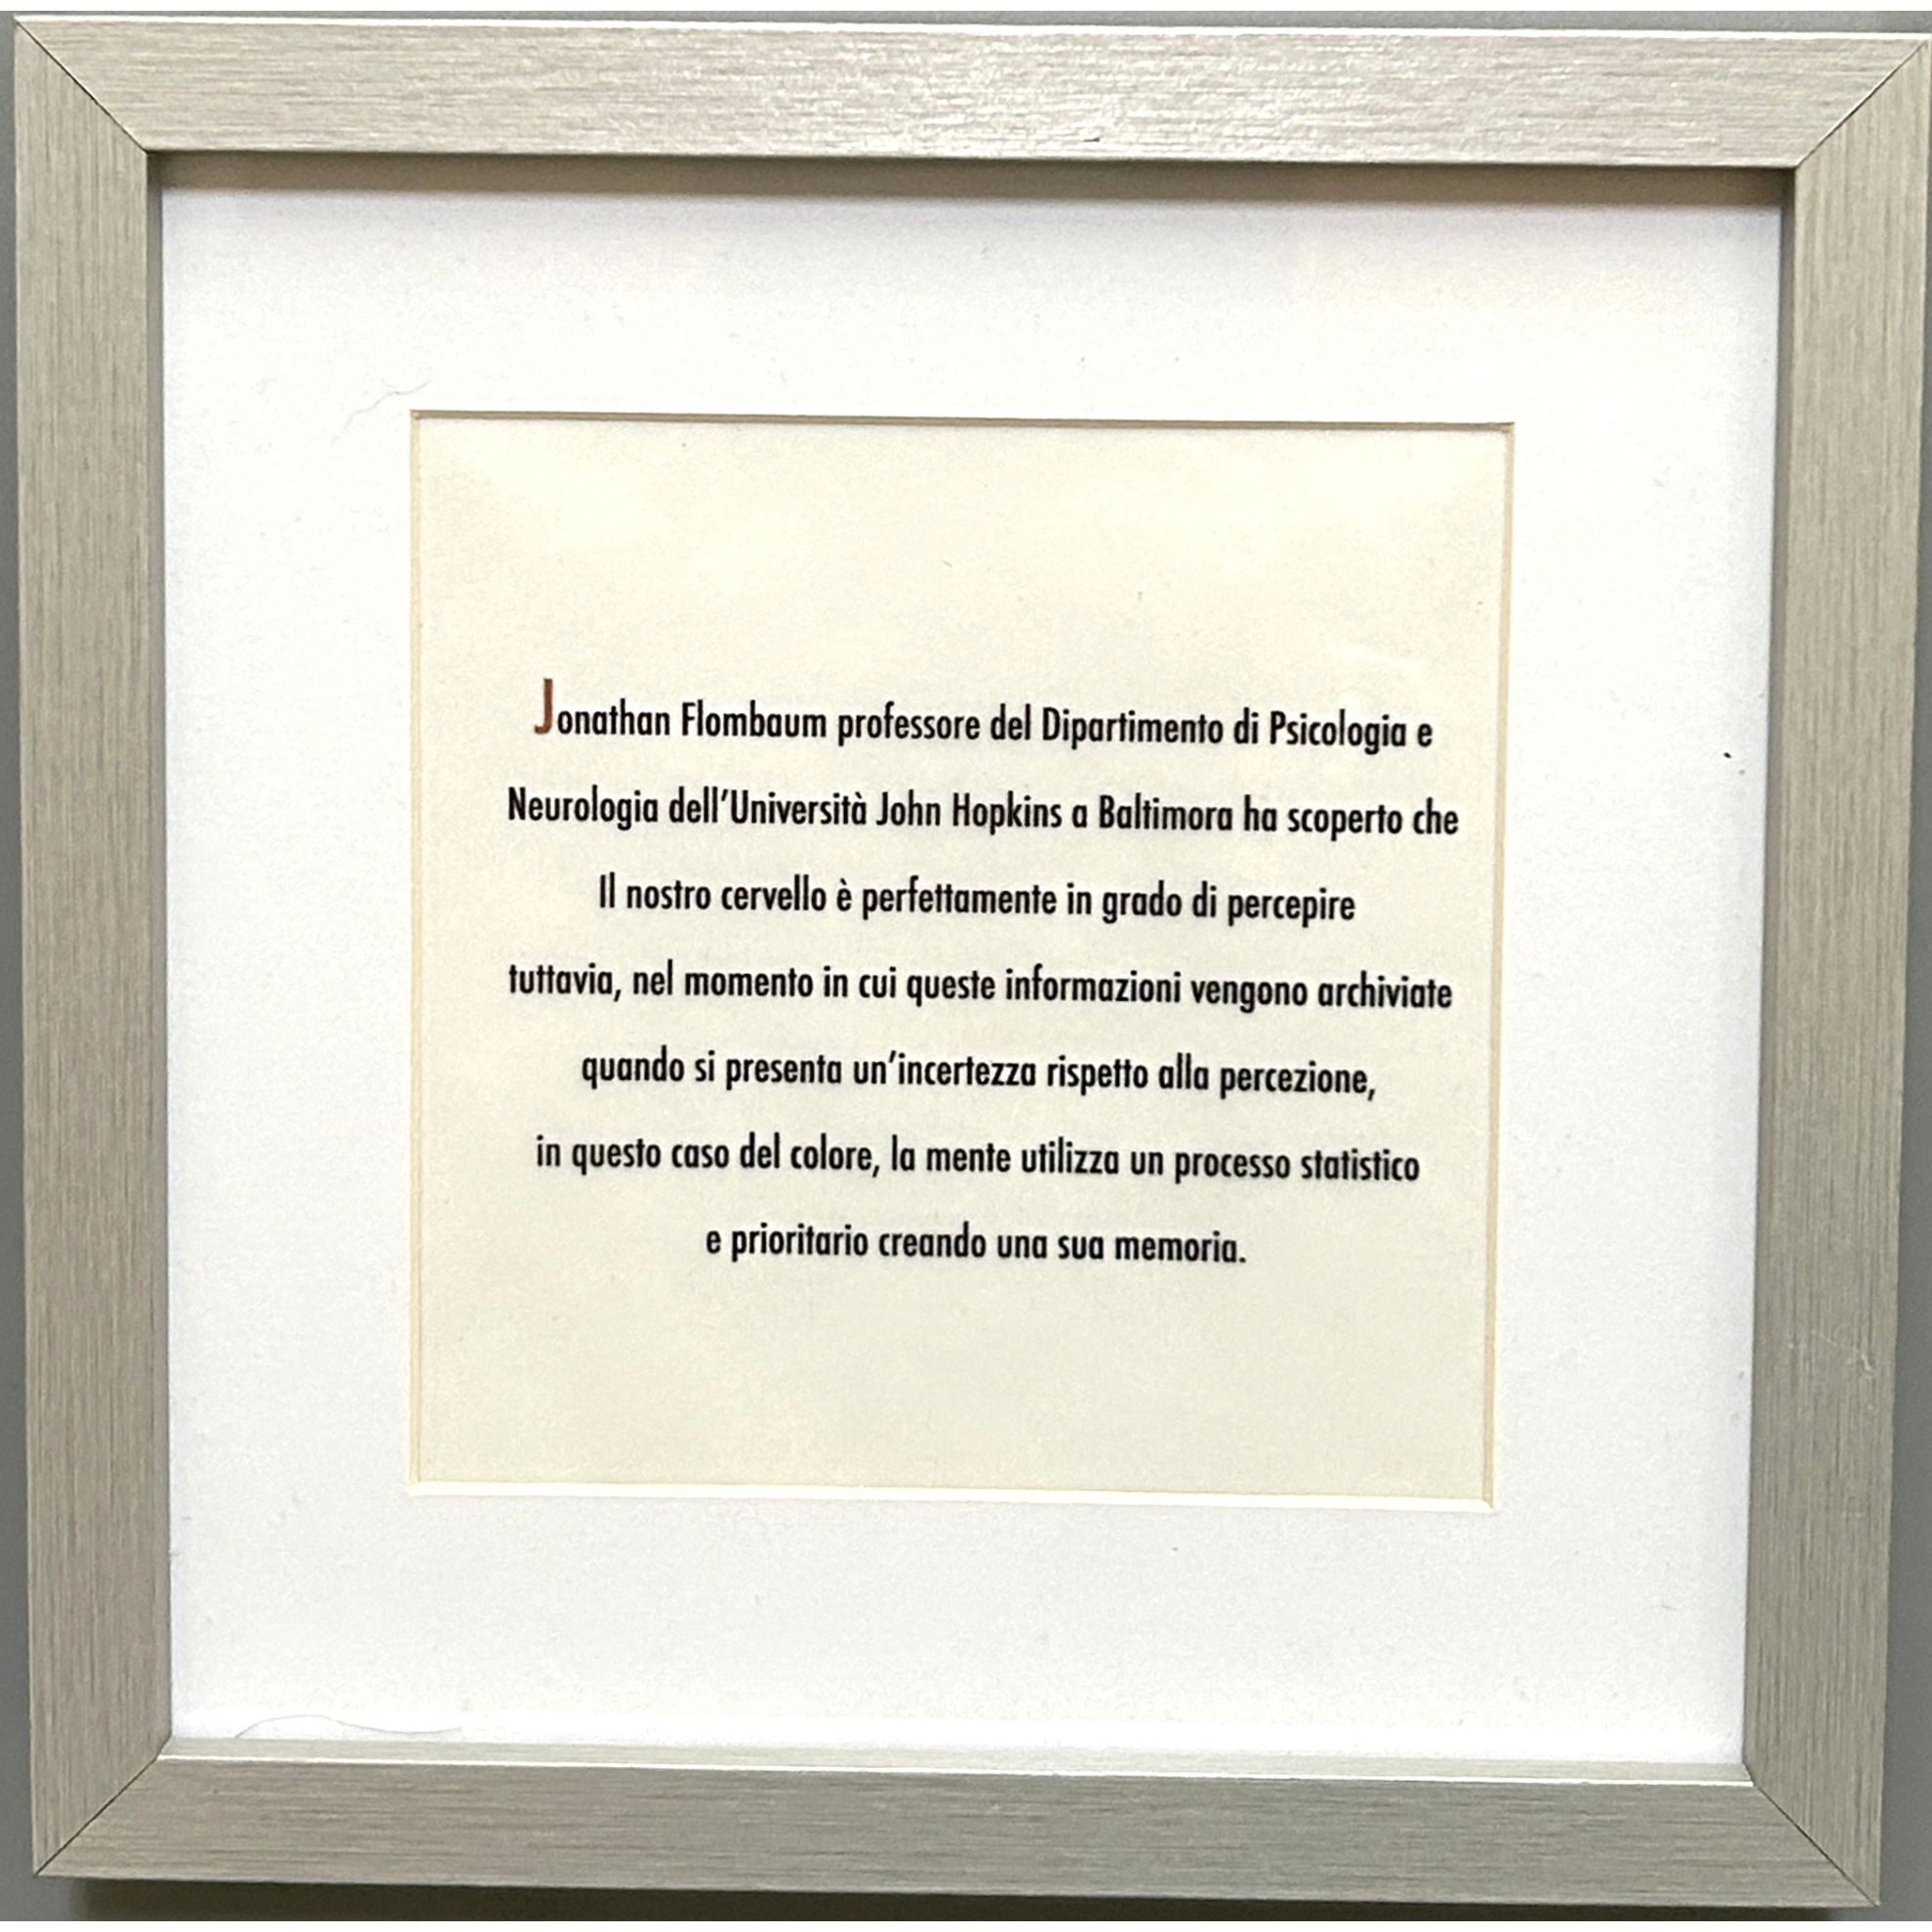 Jonathan Flombaum professore del Dipartimento di Psicologia e
Neurologia dell'Università John Hopkins a Baltimora ha scoperto che
Il nostro cervello è perfettamente in grado di percepire
tuttavia, nel momento in cui queste informazioni vengono archiviate
quando si presenta un'incertezza rispetto alla percezione,
in questo caso del colore, la mente utilizza un processo statistico
e prioritario creando una sua memoria.